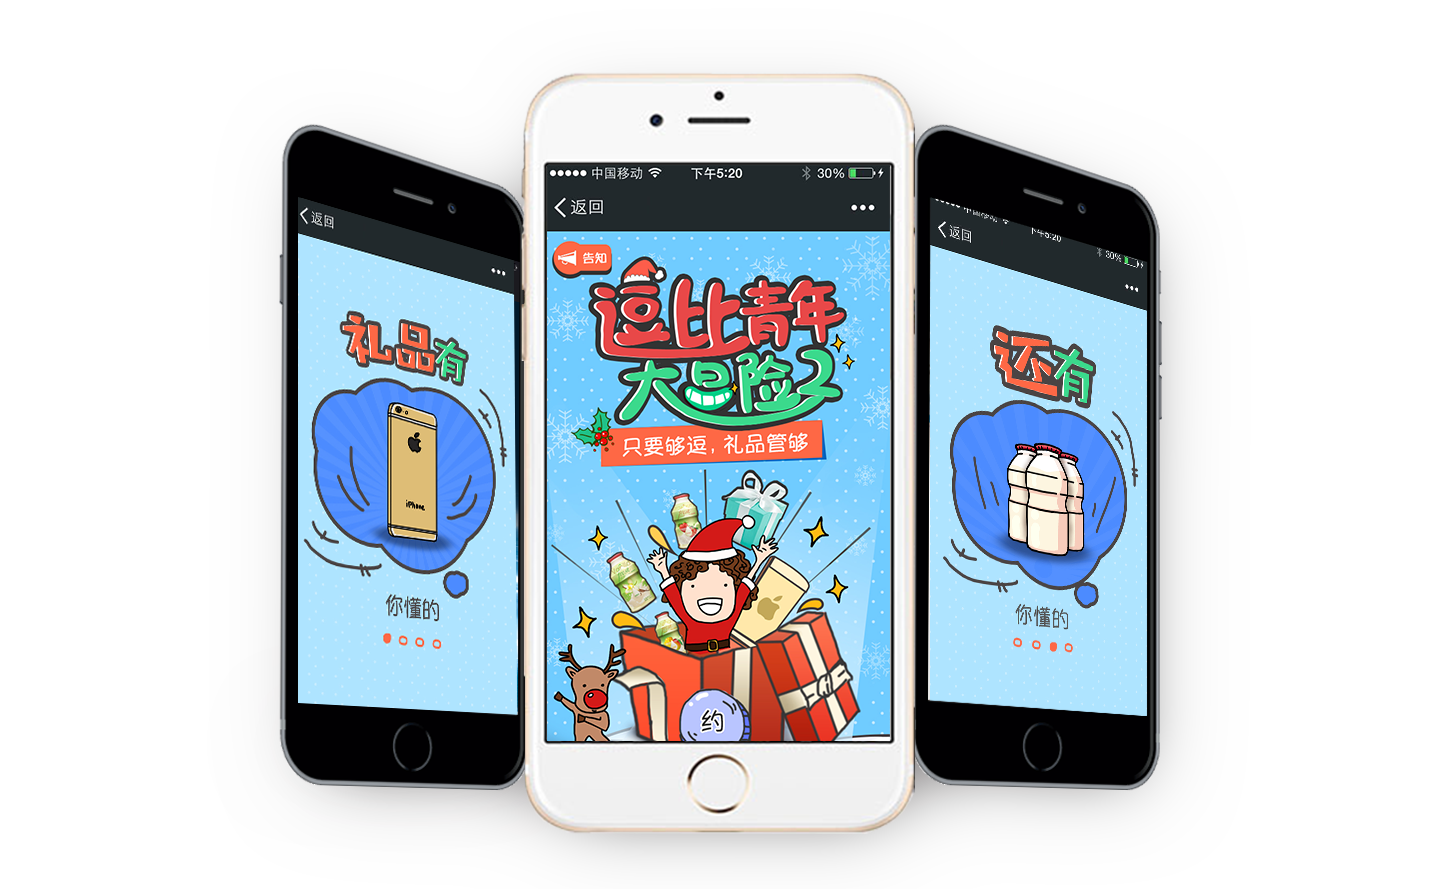 返回
礼品有
iPhone
你懂的
中国移动
下午5:20
30%
返回
告知
逗比青年
大冒险2
只要够逗，礼品管够
约
中国移动
下午5:20
30%
返回
还有
你懂的